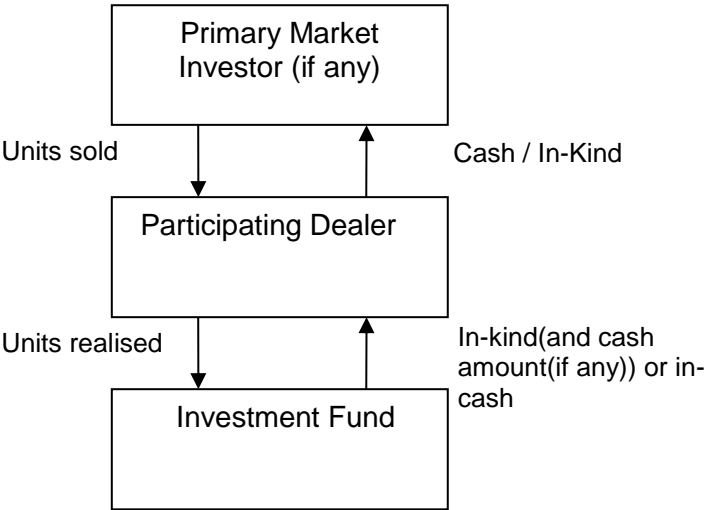 Primary Market
Investor (if any)
Units sold
Cash / In-Kind
Participating Dealer
Units realised
In-kind(and cash
amount(if any)) or in-
cash
Investment Fund